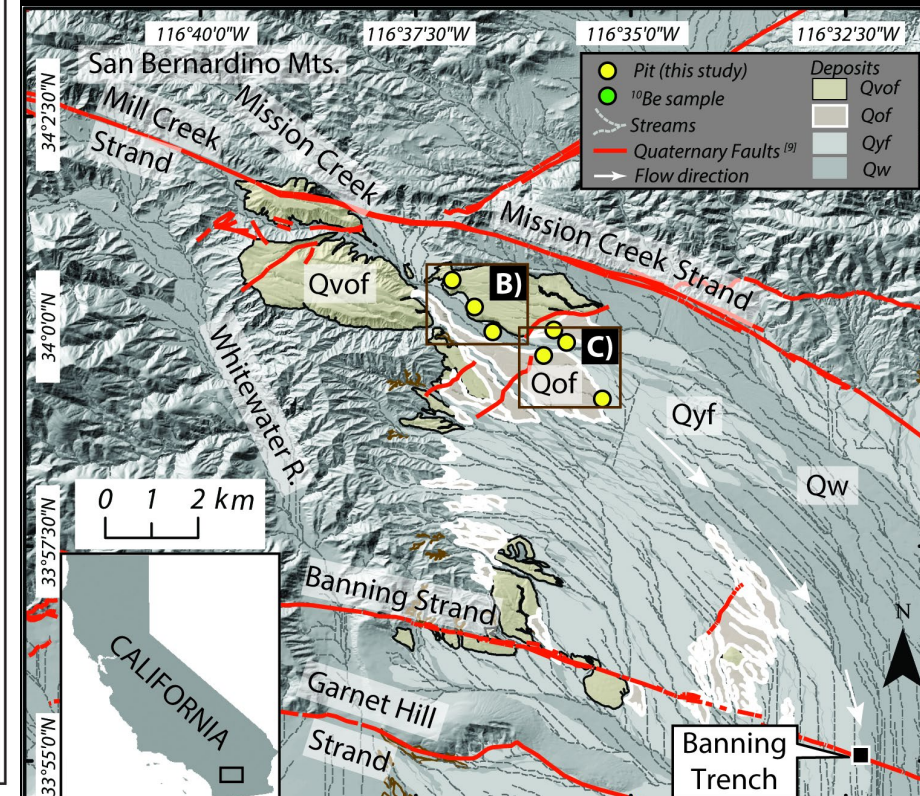 116°40'0"W
116°37'30"W
116°35'0"W
116°32'30"W
San Bernardino Mts.
Mill Creek
Strand
Mission Creek
Pit (this study)
¹⁰Be sample
Streams
Quaternary Faults [9]
Flow direction
Deposits
Qvof
Qof
Qyf
Qw
34°2'30"N
Mission Creek Strand
Qvof
B)
34°0'0"N
C)
Qof
Whitewater R.
Qyf
Qw
0 1 2 km
33°57'30"N
Banning Strand
N
CALIFORNIA
Garnet Hill
Strand
33°55'0"N
Banning
Trench